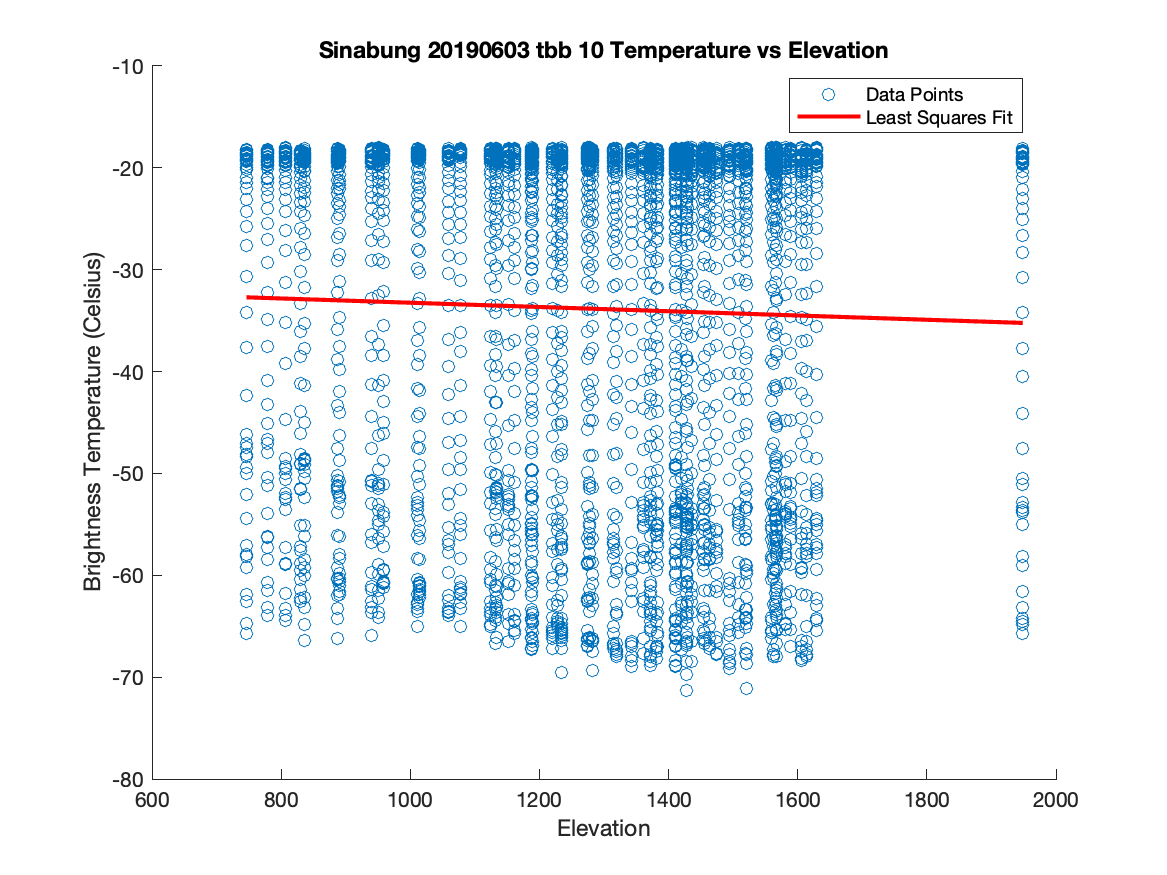 Sinabung 20190603 tbb 10 Temperature vs Elevation
Data Points
Least Squares Fit
Brightness Temperature (Celsius)
-10
-20
-30
-40
-50
-60
-70
-80
600 800 1000 1200 1400 1600 1800 2000
Elevation